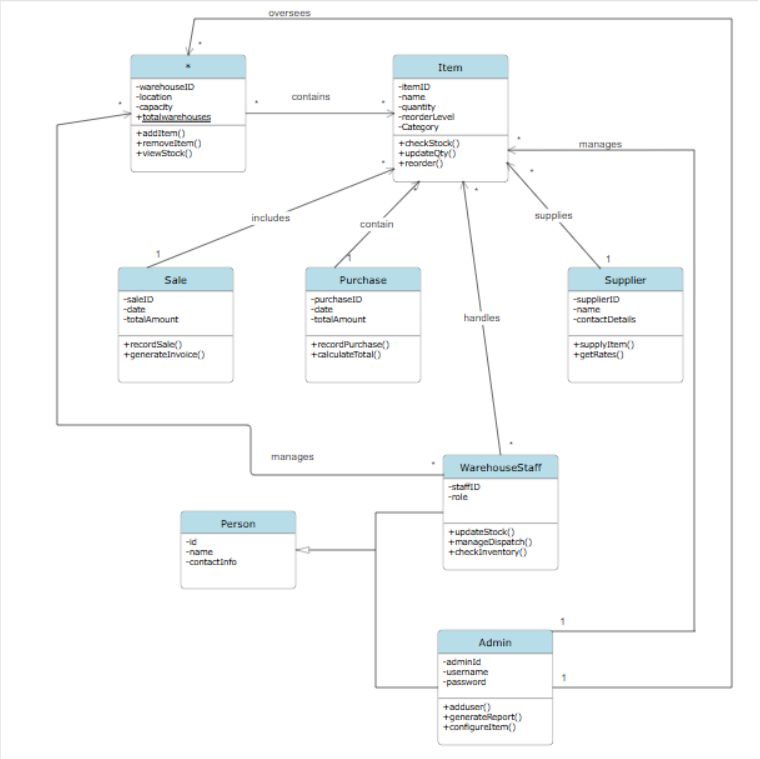 oversees
*
*
-warehouseID
-location
-capacity
+totalwarehouses
+addItem()
+removeItem()
+viewStock()
*
*
contains
*
Item
-itemID
-name
-quantity
-reorderLevel
-Category
+checkStock()
+updateQty()
+reorder()
*
manages
*
*
*
*
includes
contain
supplies
1
1
1
Sale
-saleID
-date
-totalAmount
+recordSale()
+generateInvoice()
Purchase
-purchaseID
-date
-totalAmount
+recordPurchase()
+calculateTotal()
Supplier
-supplierID
-name
-contactDetails
+supplyItem()
+getRates()
handles
*
manages
*
WarehouseStaff
-staffID
-role
+updateStock()
+manageDispatch()
+checkInventory()
Person
-id
-name
-contactInfo
1
Admin
-adminId
-username
-password
+adduser()
+generateReport()
+configureItem()
1